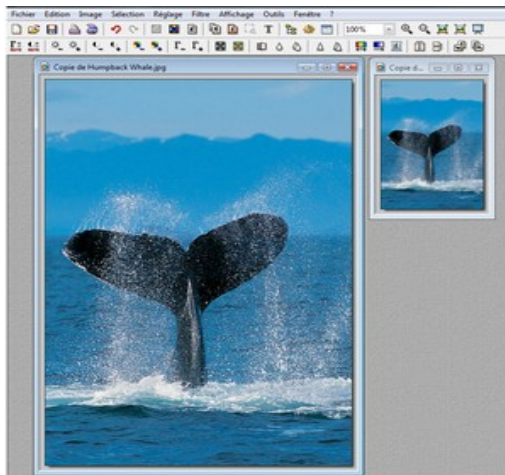 Fichier Edition Image Sélection Réglage Filtre Affichage Outils Fenêtre ?
T 100%
Copie de Humpback Whale.jpg
Copie d...